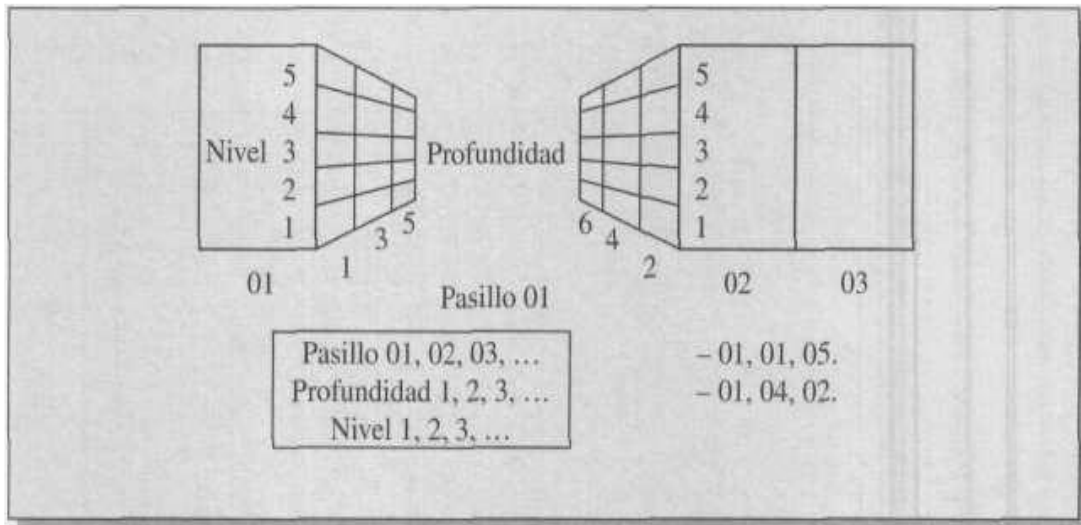 5 5
4 4
Nivel 3 Profundidad 3
2 2
1 3 5 6 4 1
01 1 2 02 03
Pasillo 01
Pasillo 01, 02, 03, ...
Profundidad 1, 2, 3, ...
Nivel 1, 2, 3, ...
– 01, 01, 05.
– 01, 04, 02.